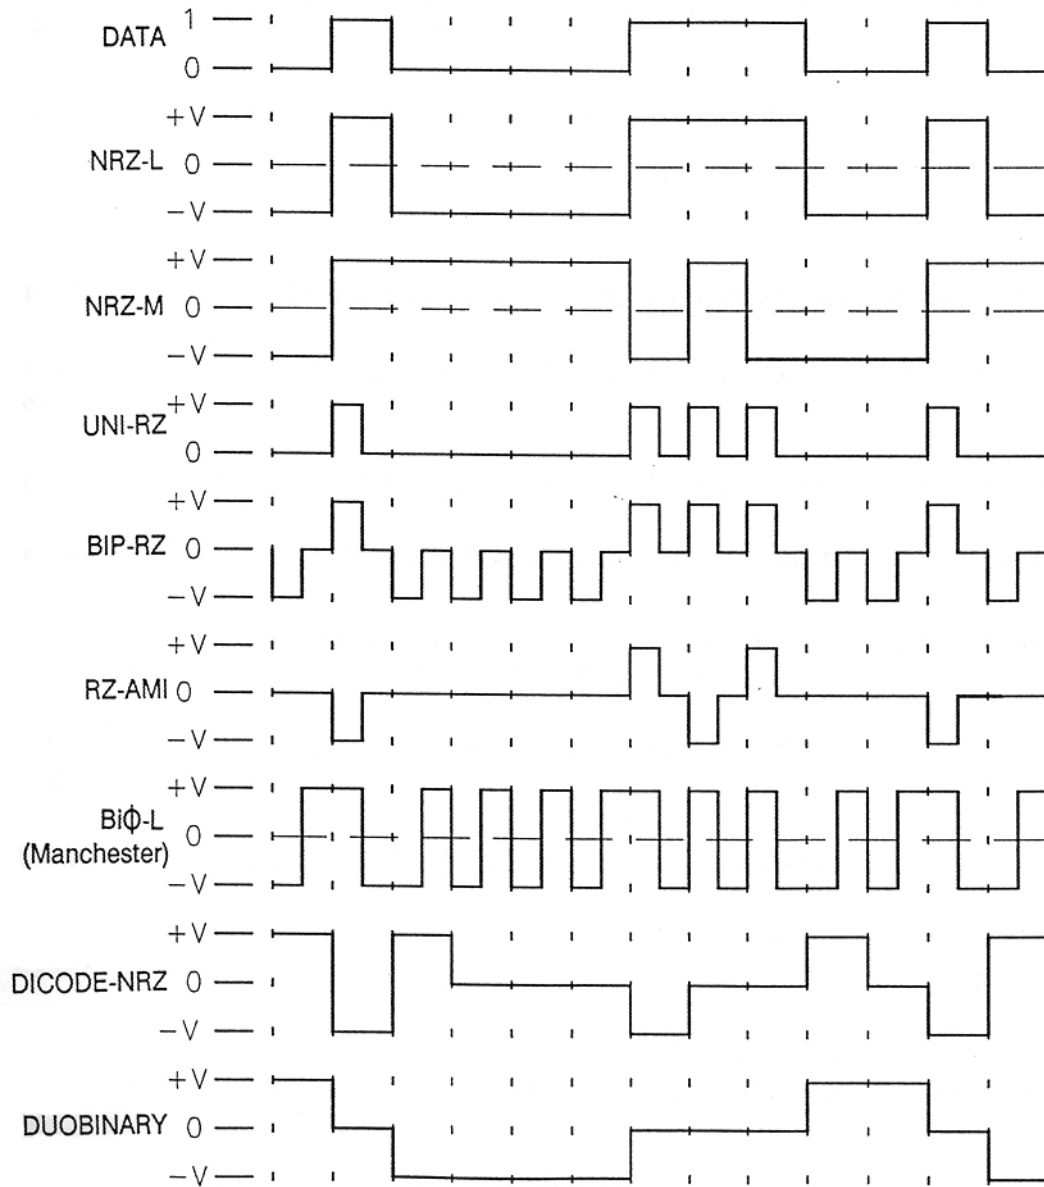 1
DATA
0
+V
NRZ-L 0
−V
+V
NRZ-M 0
−V
+V
UNI-RZ
0
+V
BIP-RZ 0
−V
+V
RZ-AMI 0
−V
+V
BiΦ-L
0
(Manchester)
−V
+V
DICODE-NRZ 0
−V
+V
DUOBINARY 0
−V